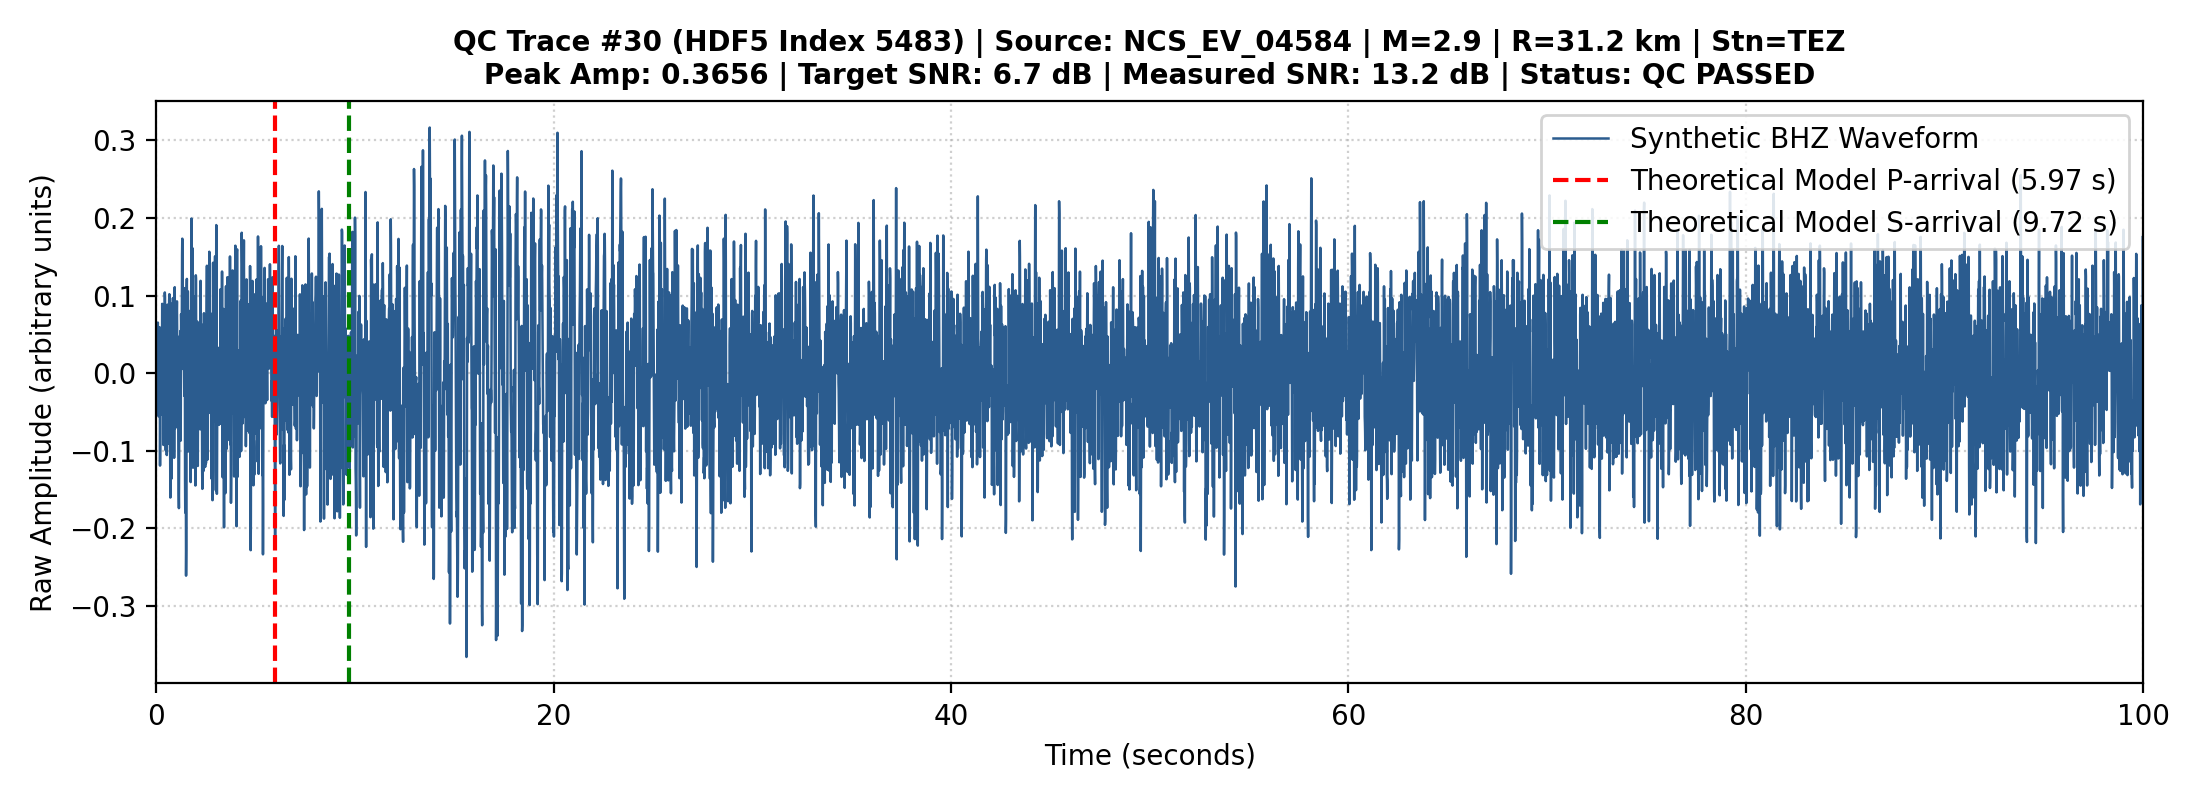 QC Trace #30 (HDF5 Index 5483) | Source: NCS_EV_04584 | M=2.9 | R=31.2 km | Stn=TEZ
Peak Amp: 0.3656 | Target SNR: 6.7 dB | Measured SNR: 13.2 dB | Status: QC PASSED
Synthetic BHZ Waveform
Theoretical Model P-arrival (5.97 s)
Theoretical Model S-arrival (9.72 s)
Raw Amplitude (arbitrary units)
0.3
0.2
0.1
0.0
−0.1
−0.2
−0.3
0 20 40 60 80 100
Time (seconds)